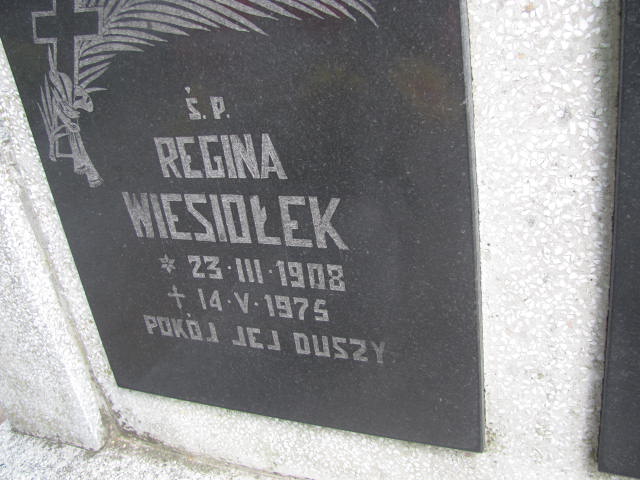 Ś.P.
REGINA
WIESIOŁEK
* 23·III·1908
† 14·V·1975
POKÓJ JEJ DUSZY